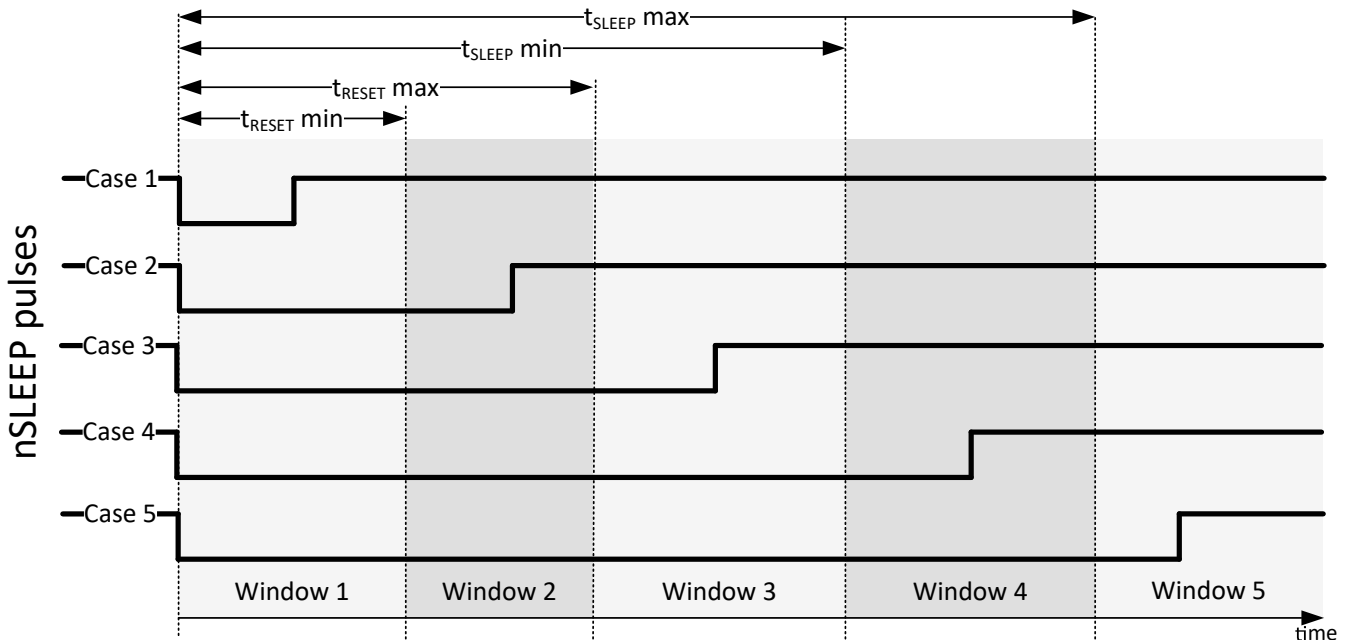 tSLEEP max
tSLEEP min
tRESET max
tRESET min
nSLEEP pulses
Case 1
Case 2
Case 3
Case 4
Case 5
Window 1
Window 2
Window 3
Window 4
Window 5
time